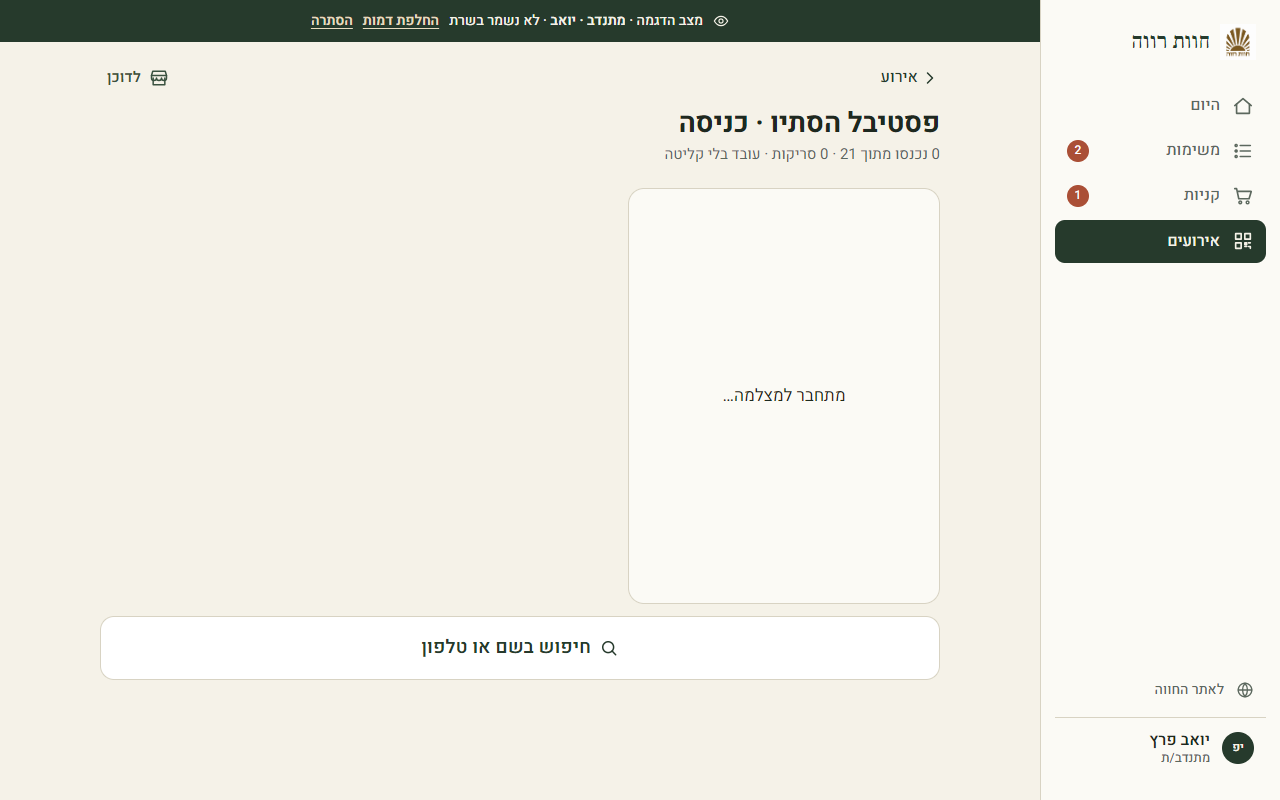 מצב הדגמה · מתנדב · יואב · לא נשמר בשרת החלפת דמות הסתרה
חוות רווה
היום
משימות 2
קניות 1
אירועים
לאתר החווה
יפ
יואב פרץ
מתנדב/ת
אירוע
לדוכן
פסטיבל הסתיו · כניסה
0 נכנסו מתוך 21 · 0 סריקות · עובד בלי קליטה
מתחבר למצלמה...
חיפוש בשם או טלפון